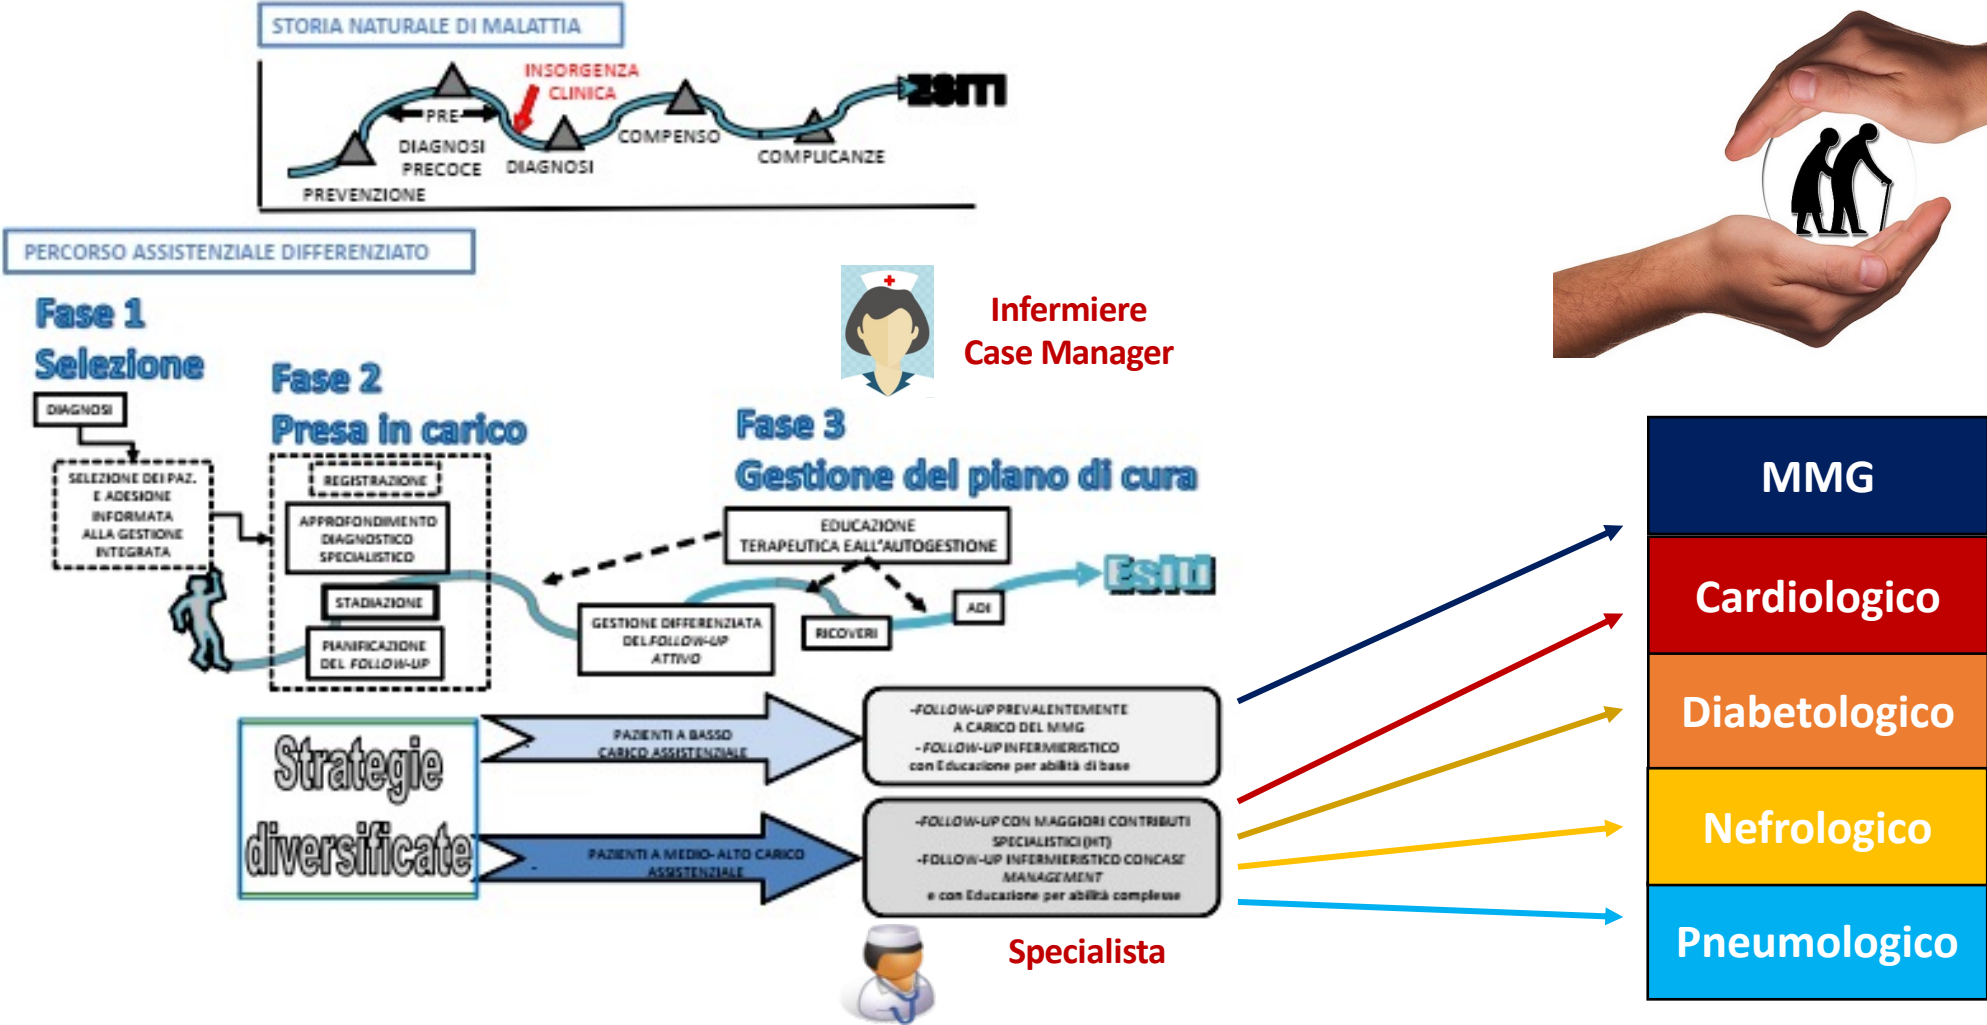 STORIA NATURALE DI MALATTIA
INSORGENZA
CLINICA
ESITI
PRE-
DIAGNOSI
PRECOCE
DIAGNOSI
COMPENSO
COMPLICANZE
PREVENZIONE
PERCORSO ASSISTENZIALE DIFFERENZIATO
Infermiere
Case Manager
Fase 1
Selezione
DIAGNOSI
SELEZIONE DEI PAZ.
E ADESIONE
INFORMATA
ALLA GESTIONE
INTEGRATA
Fase 2
Presa in carico
REGISTRAZIONE
APPROFONDIMENTO
DIAGNOSTICO
SPECIALISTICO
STADIAZIONE
PIANIFICAZIONE
DEL FOLLOW-UP
Fase 3
Gestione del piano di cura
EDUCAZIONE
TERAPEUTICA EALL'AUTOGESTIONE
Esiti
GESTIONE DIFFERENZIATA
DEL FOLLOW-UP
ATTIVO
RICOVERI
ADI
Strategie
diversificate
PAZIENTI A BASSO
CARICO ASSISTENZIALE
-FOLLOW-UP PREVALENTEMENTE
A CARICO DEL MMG
- FOLLOW-UP INFERMIERISTICO
con Educazione per abilità di base
PAZIENTI A MEDIO- ALTO CARICO
ASSISTENZIALE
-FOLLOW-UP CON MAGGIORI CONTRIBUTI
SPECIALISTICI (HT)
-FOLLOW-UP INFERMIERISTICO CON CASE
MANAGEMENT
e con Educazione per abilità complesse
Specialista
MMG
Cardiologico
Diabetologico
Nefrologico
Pneumologico